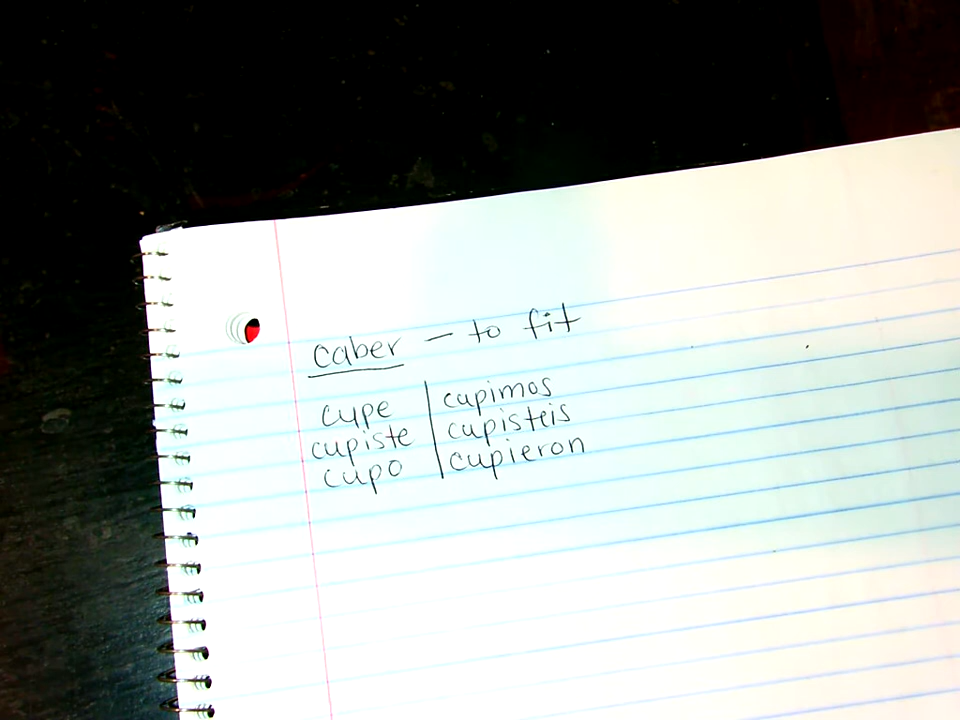 caber - to fit
cupe | cupimos
cupiste | cupisteis
cupo | cupieron